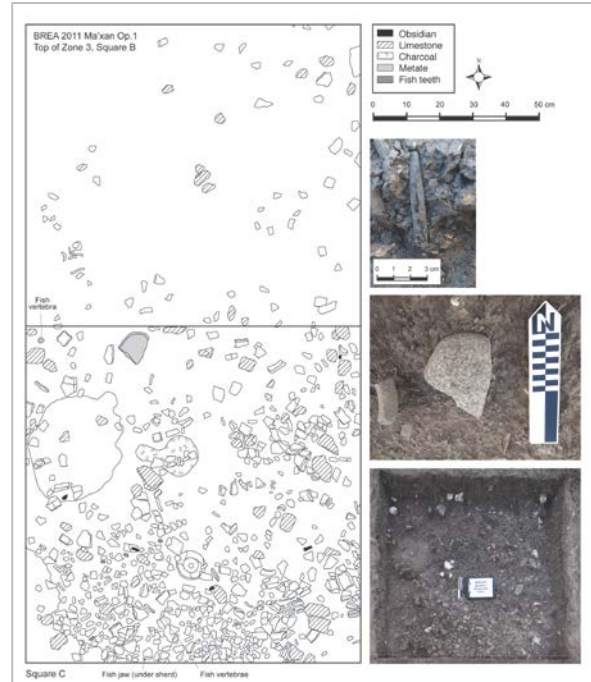 BREA 2011 Ma'xan Op.1
Top of Zone 3, Square B
Obsidian
Limestone
Charcoal
Metate
Fish teeth
N
0 10 20 30 40 50 cm
0 1 2 3 cm
Fish
vertebra
N
Square C
Fish jaw (under sherd)
Fish vertebrae